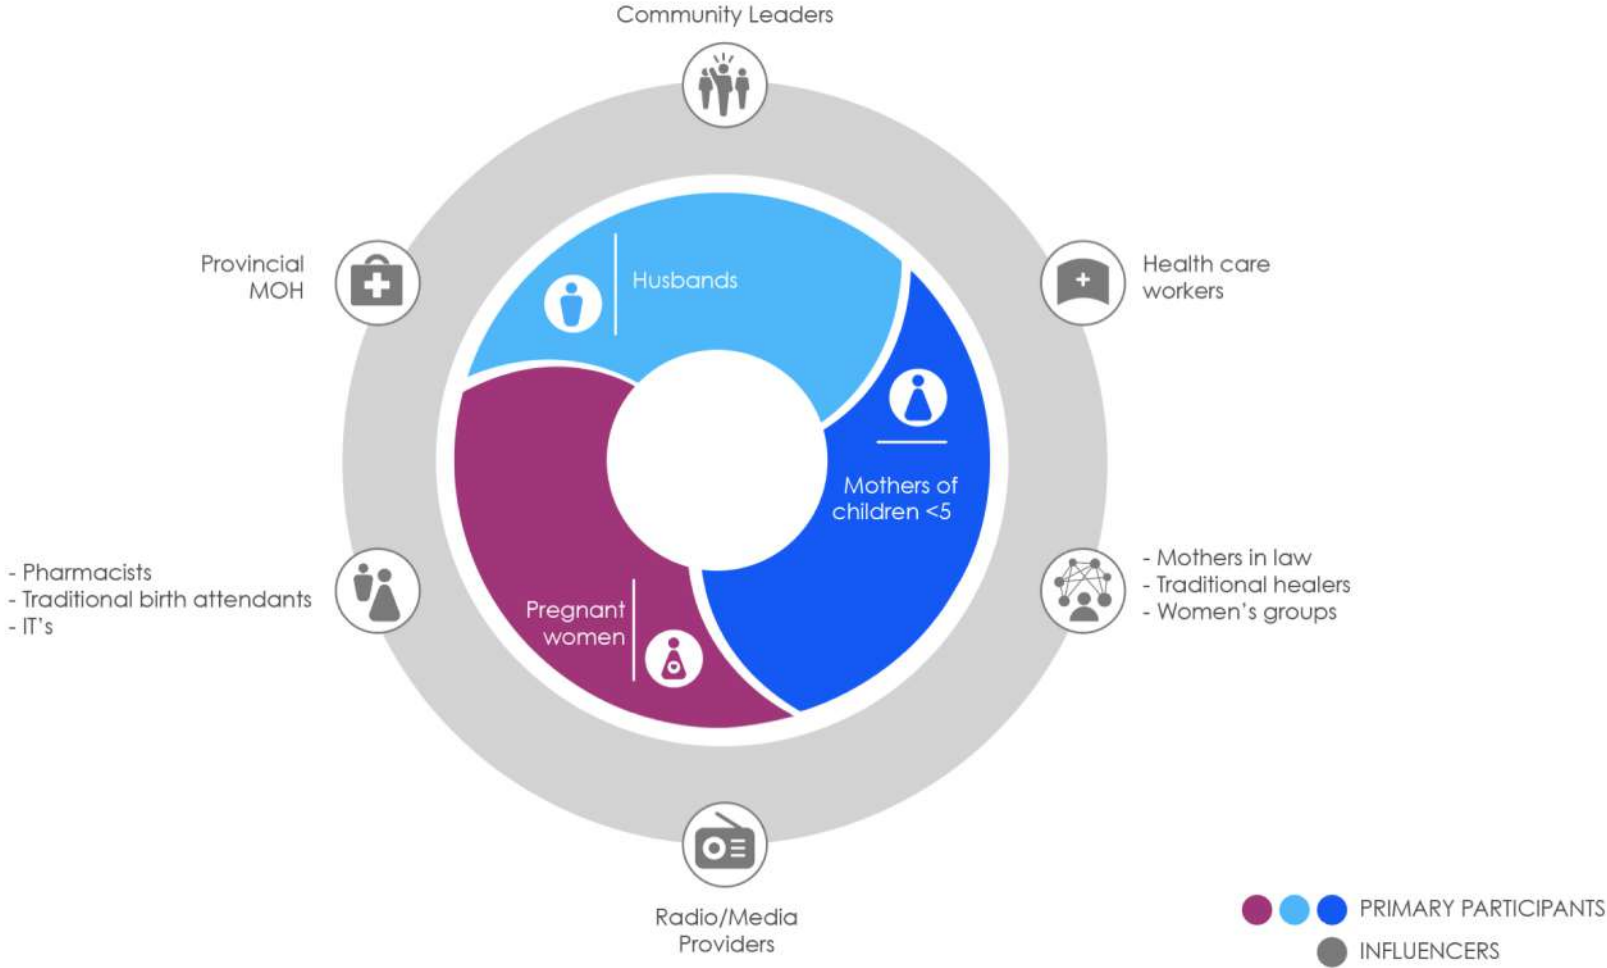 Community Leaders
Provincial
MOH
Health care
workers
Husbands
Mothers of
children <5
Pregnant
women
- Pharmacists
- Traditional birth attendants
- IT's
- Mothers in law
- Traditional healers
- Women's groups
Radio/Media
Providers
PRIMARY PARTICIPANTS
INFLUENCERS